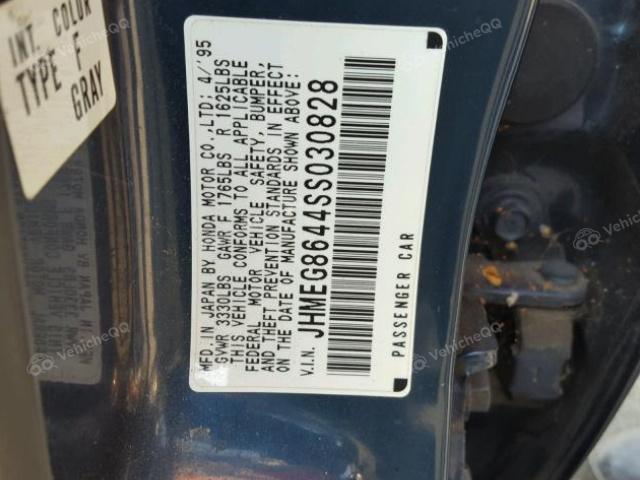 INT. COLOR
TYPE F
GRAY
MFD. IN JAPAN BY HONDA MOTOR CO.,LTD: 4/'95
GVWR 3330LBS GAWR F 1765LBS R 1625LBS
THIS VEHICLE CONFORMS TO ALL APPLICABLE
FEDERAL MOTOR VEHICLE SAFETY, BUMPER,
AND THEFT PREVENTION STANDARDS IN EFFECT
ON THE DATE OF MANUFACTURE SHOWN ABOVE:
V.I.N. JHMEG8644SS030828
PASSENGER CAR
VehicleQQ